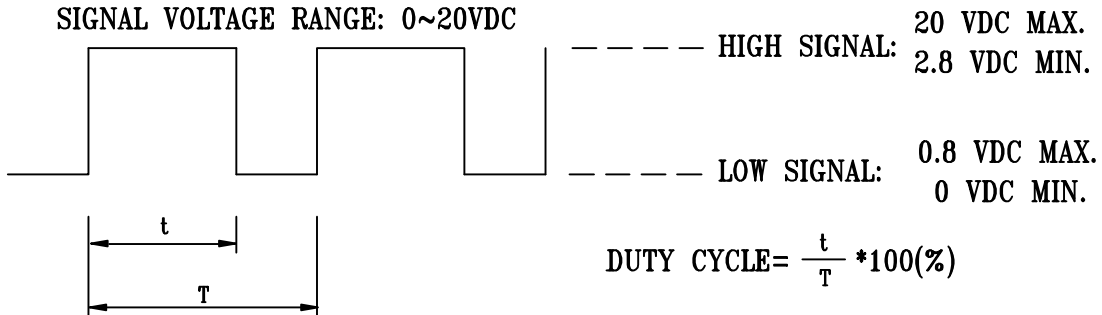 SIGNAL VOLTAGE RANGE: 0~20VDC
HIGH SIGNAL: 20 VDC MAX.
2.8 VDC MIN.
LOW SIGNAL: 0.8 VDC MAX.
0 VDC MIN.
t
T
DUTY CYCLE= t/T *100(%)